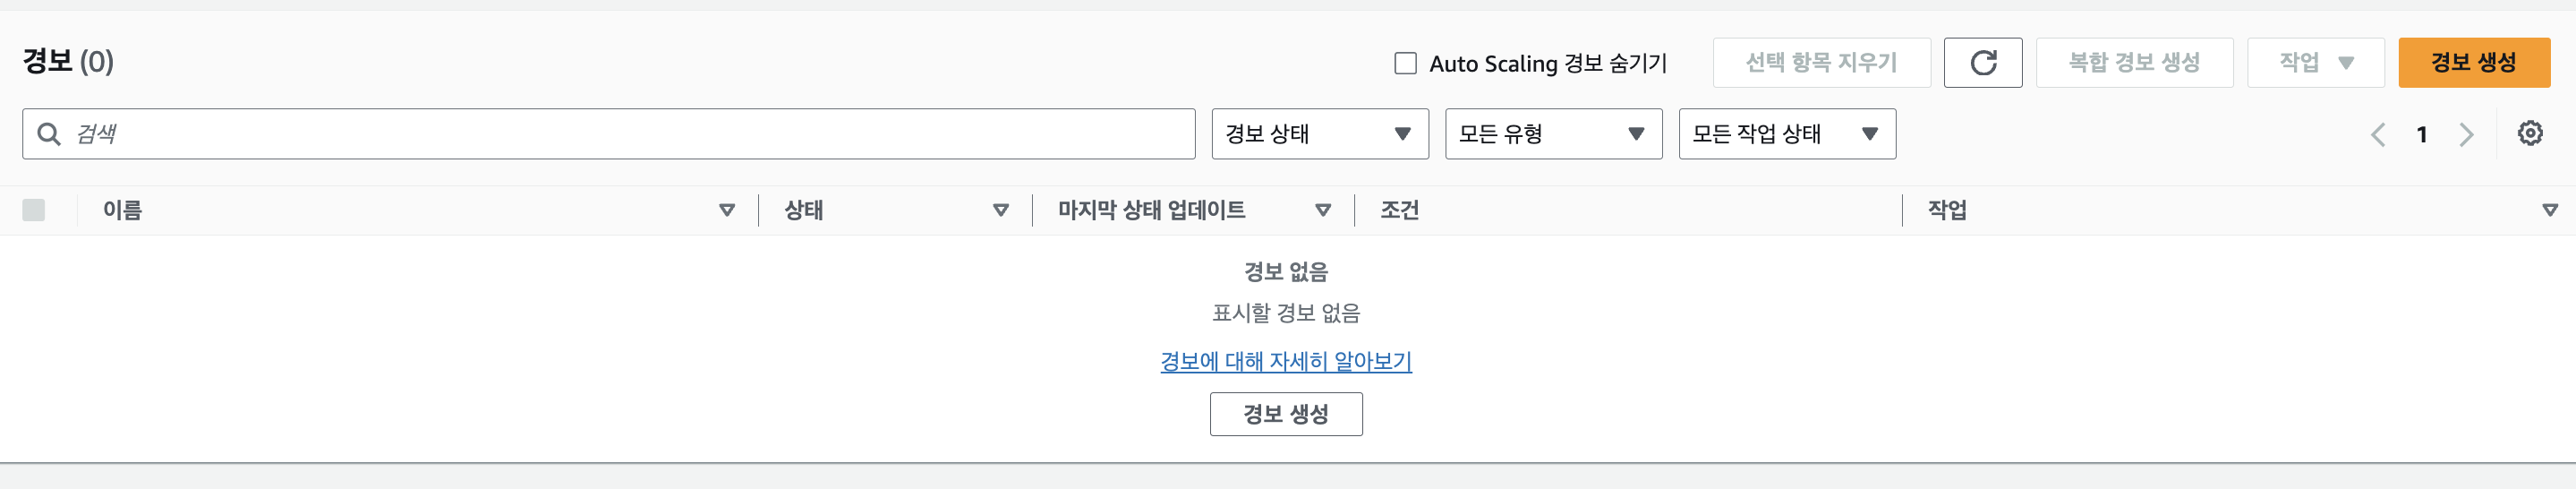 경보 (0)
Auto Scaling 경보 숨기기
선택 항목 지우기
복합 경보 생성
작업
경보 생성
검색
경보 상태
모든 유형
모든 작업 상태
1
이름
상태
마지막 상태 업데이트
조건
작업
경보 없음
표시할 경보 없음
경보에 대해 자세히 알아보기
경보 생성